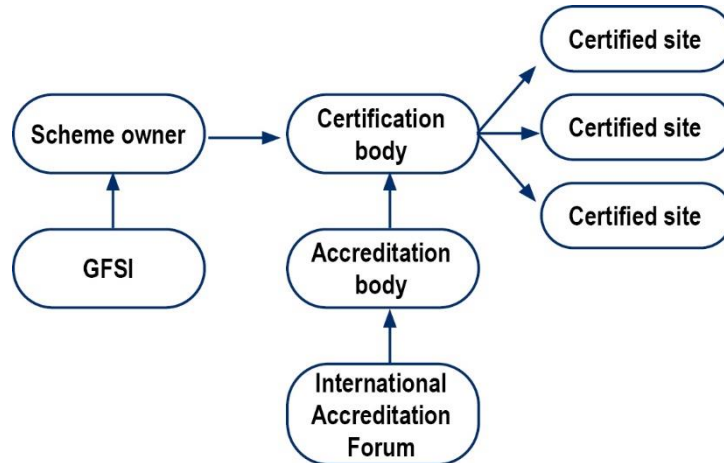 Certified site
Scheme owner
Certification
body
Certified site
Certified site
GFSI
Accreditation
body
International
Accreditation
Forum